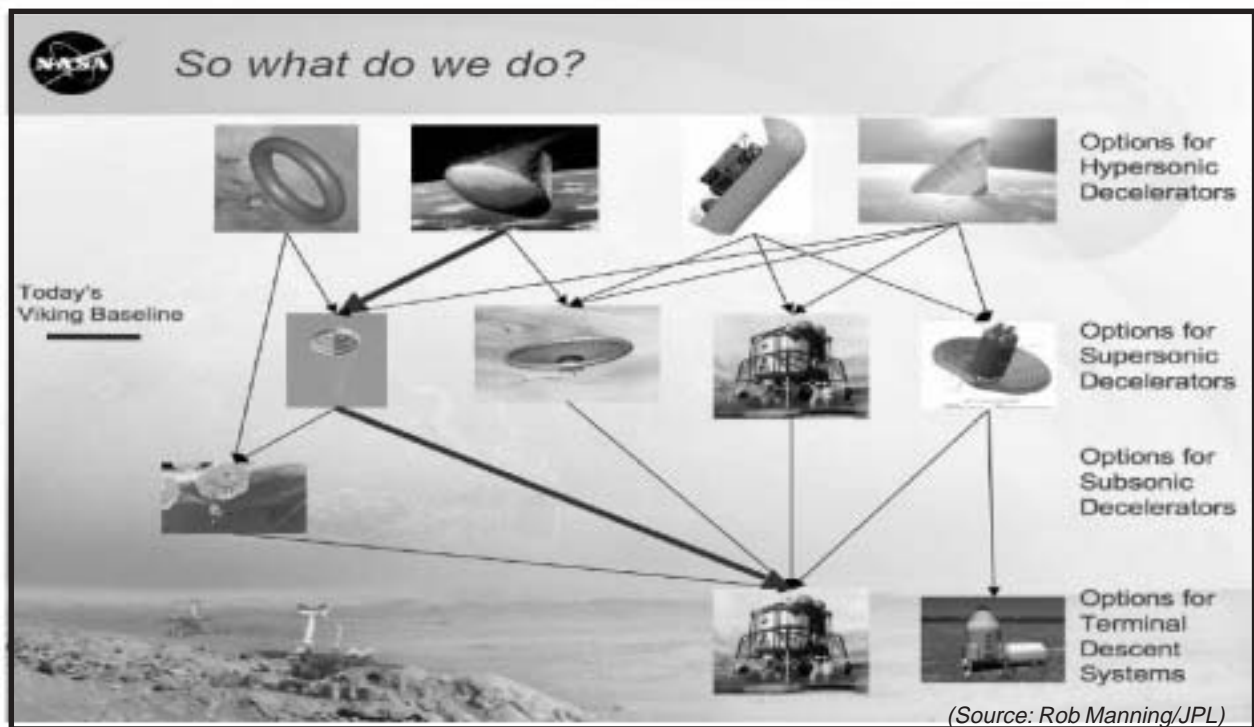 NASA
So what do we do?
Options for
Hypersonic
Decelerators
Today's
Viking Baseline
Options for
Supersonic
Decelerators
Options for
Subsonic
Decelerators
Options for
Terminal
Descent
Systems
(Source: Rob Manning/JPL)